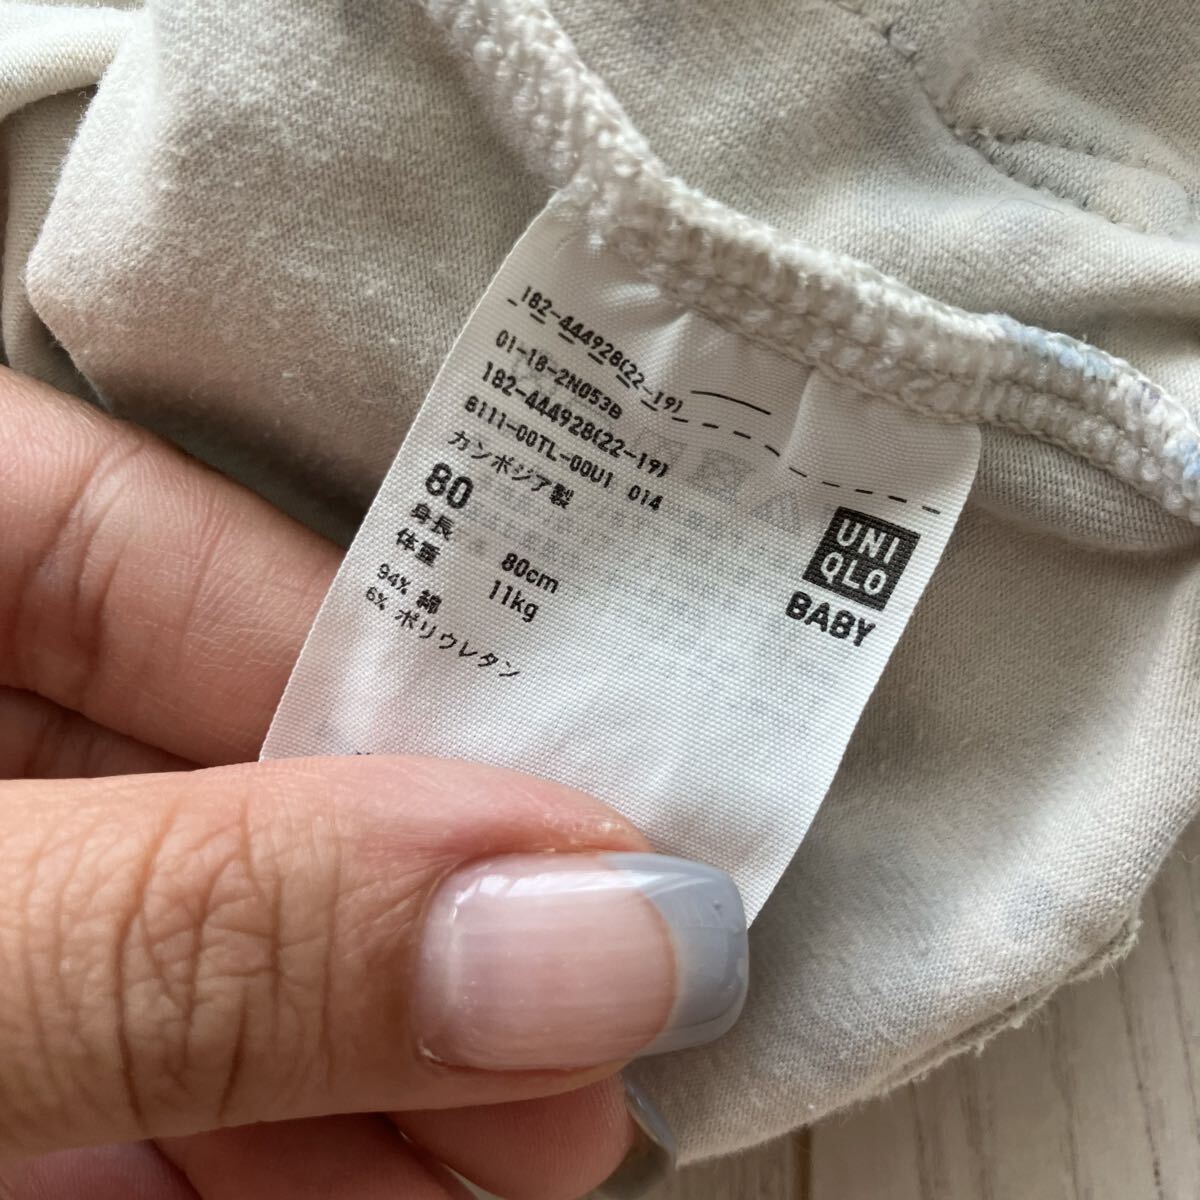 182-444928(22-19)
01-18-2N053B
182-444928(22-19)
8111-00TL-00U1 014
カンボジア製
80
身長 80cm
体重 11kg
94% 綿
6% ポリウレタン
UNI
QLO
BABY